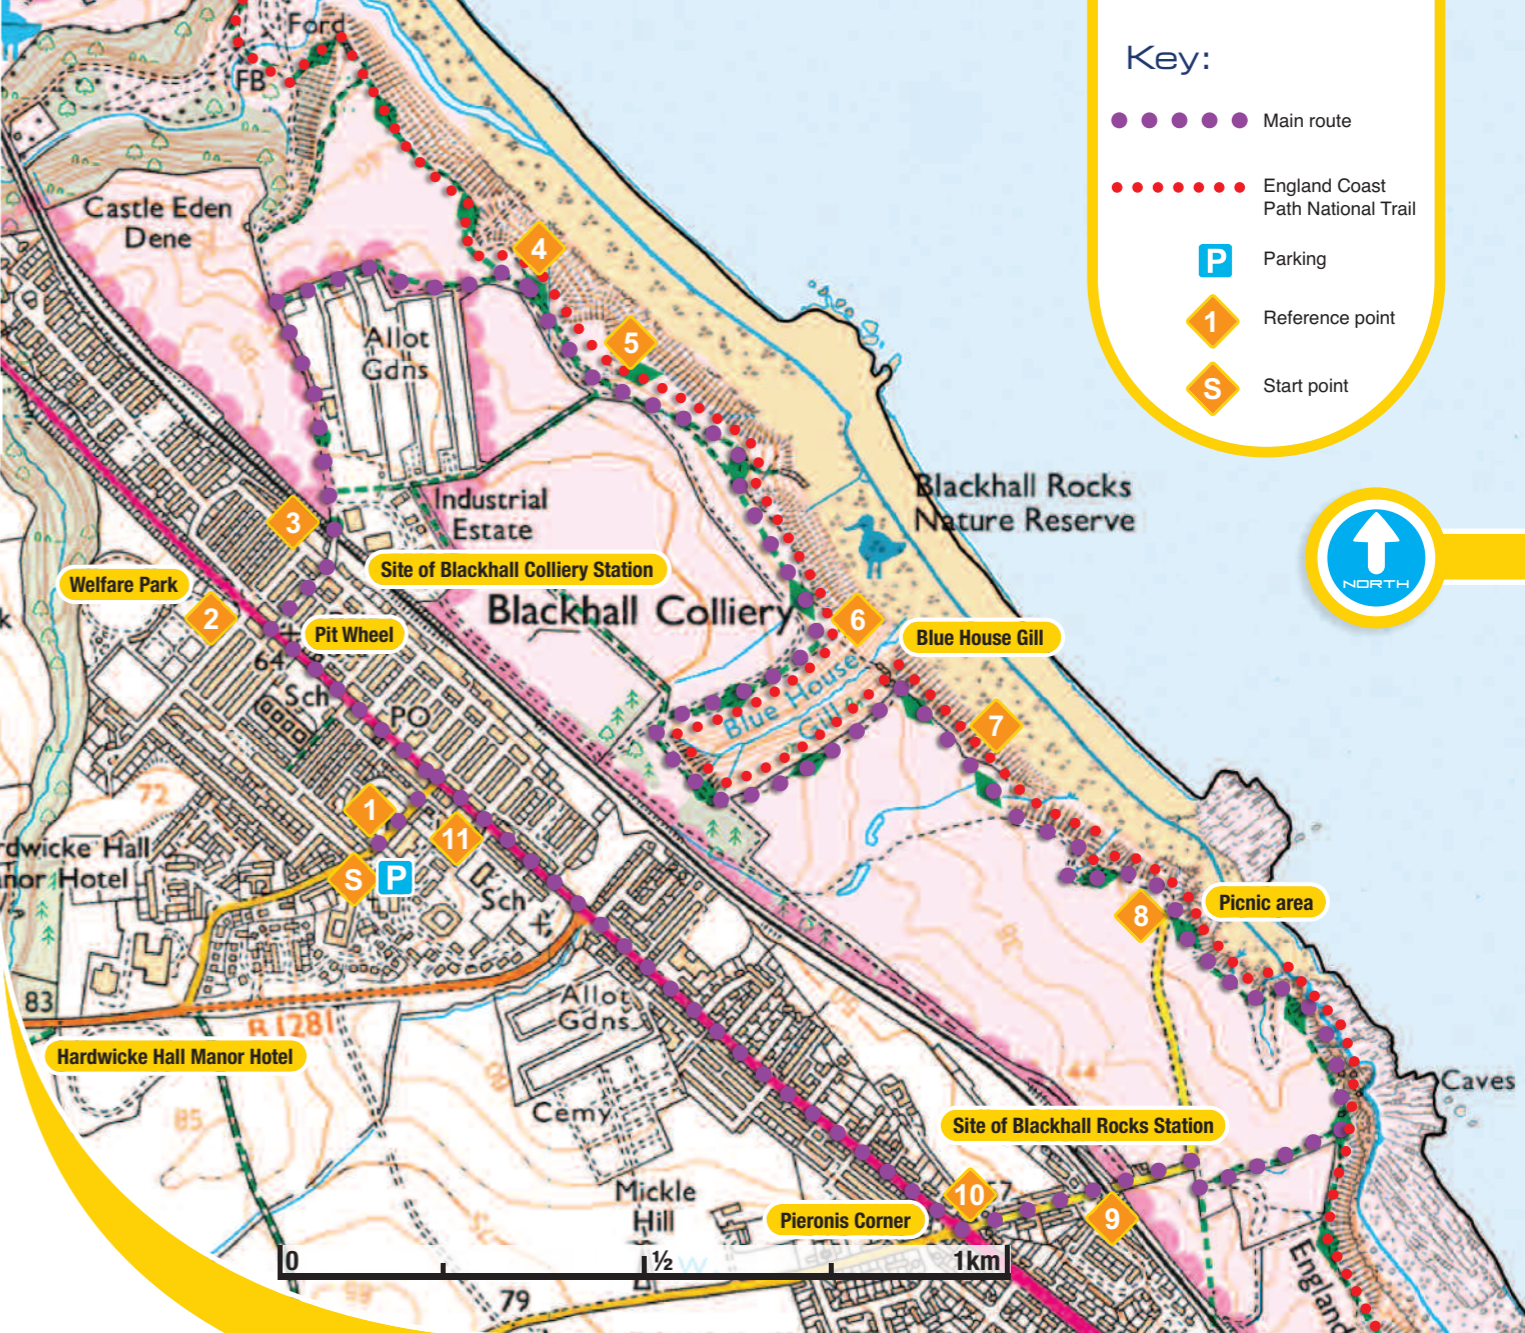 Key:
Main route
England Coast
Path National Trail
P
Parking
1
Reference point
S
Start point
NORTH
Ford
FB
Castle Eden
Dene
4
5
Allot
Gdns
Blackhall Rocks
Nature Reserve
Industrial
Estate
3
Site of Blackhall Colliery Station
Welfare Park
2
Pit Wheel
64
Blackhall Colliery
6
Blue House Gill
Blue House
Gill
7
Sch
PO
72
1
11
S
P
Sch
rdwicke Hall
nor Hotel
8
Picnic area
83
B1281
Allot
Gdns
Hardwicke Hall Manor Hotel
85
Cemy
44
Caves
Site of Blackhall Rocks Station
Mickle
Hill
10
9
Pieronis Corner
0
½
1km
79
England